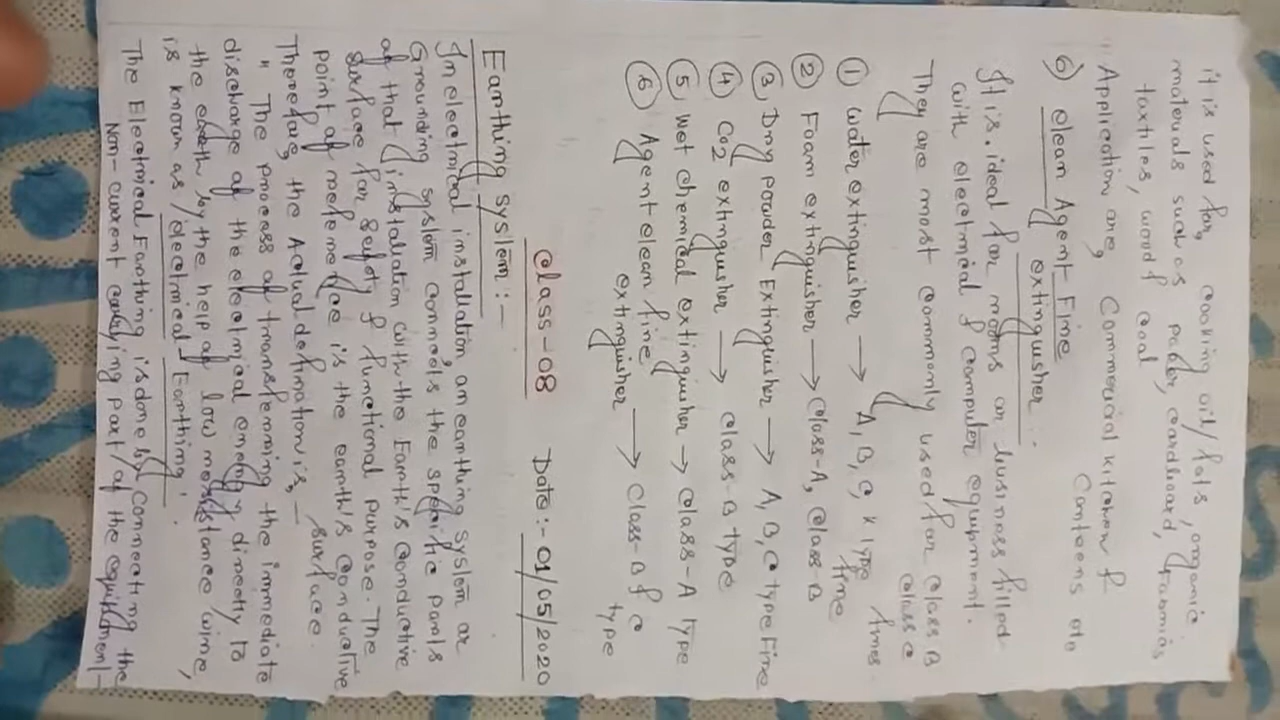 it is used for, cooking oil/fats, organic
materials such as paper, cardboard, fabrics,
textiles, wood & coal
Application are, Commercial kitchen &
Canteens etc
6) Clean Agent Fire
extinguisher :
It is ideal for rooms or business filled
with electrical & computer equipment.
They are most commonly used for class B
class C
fires
① Water extinguisher → A, B, C, K type
fire
② Foam extinguisher → Class-A, Class-B
③ Dry powder Extinguisher → A, B, C type Fire
④ CO2 extinguisher → class-B type
⑤ Wet chemical extinguisher → class-A type
⑥ Agent clean fire
extinguisher → class-B & C
type
Class-08 Date:- 01/05/2020
Earthing System :-
In electrical installation, an earthing system or
Grounding system connects the specific parts
of that installation with the Earth's conductive
surface for safety & functional purpose. The
point of reference is the earth's conductive
surface.
Therefore, the Actual defination is, -
" The process of transferring the immediate
discharge of the electrical energy directly to
the earth by the help of low resistance wire,
is known as electrical Earthing'.
The Electrical Earthing is done by connecting the
Non-current carrying part of the equipment-